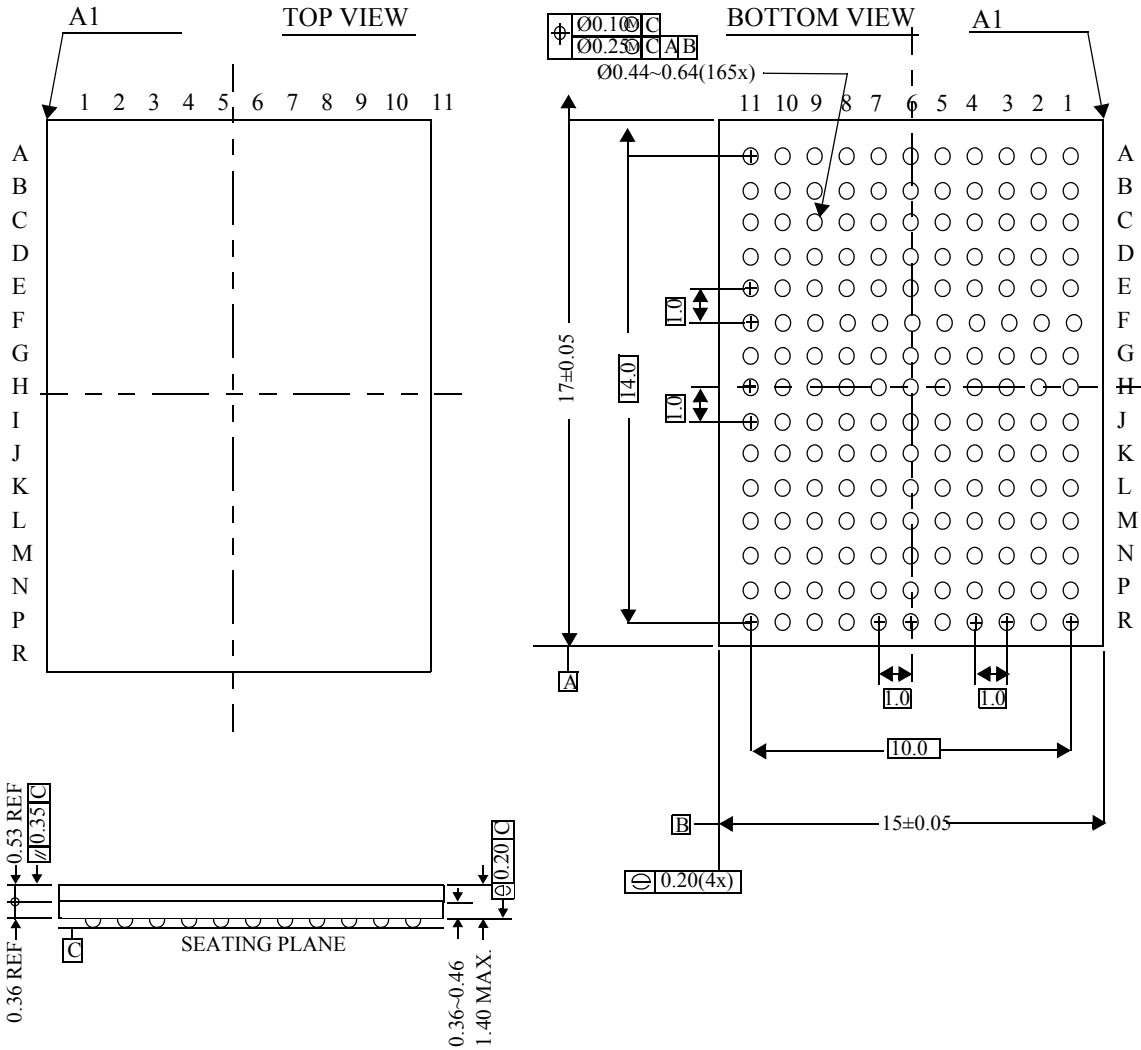 A1
TOP VIEW
1 2 3 4 5 6 7 8 9 10 11
A
B
C
D
E
F
G
H
I
J
K
L
M
N
P
R
Ø0.10Ⓜ C
Ø0.25Ⓜ C A B
BOTTOM VIEW
A1
Ø0.44~0.64(165x)
11 10 9 8 7 6 5 4 3 2 1
A
B
C
D
E
F
G
H
J
K
L
M
N
P
R
1.0
1.0
17±0.05
14.0
A
1.0
1.0
10.0
B
15±0.05
0.20(4x)
0.53 REF
// 0.35 C
0.20 C
C
SEATING PLANE
0.36 REF
0.36~0.46
1.40 MAX.